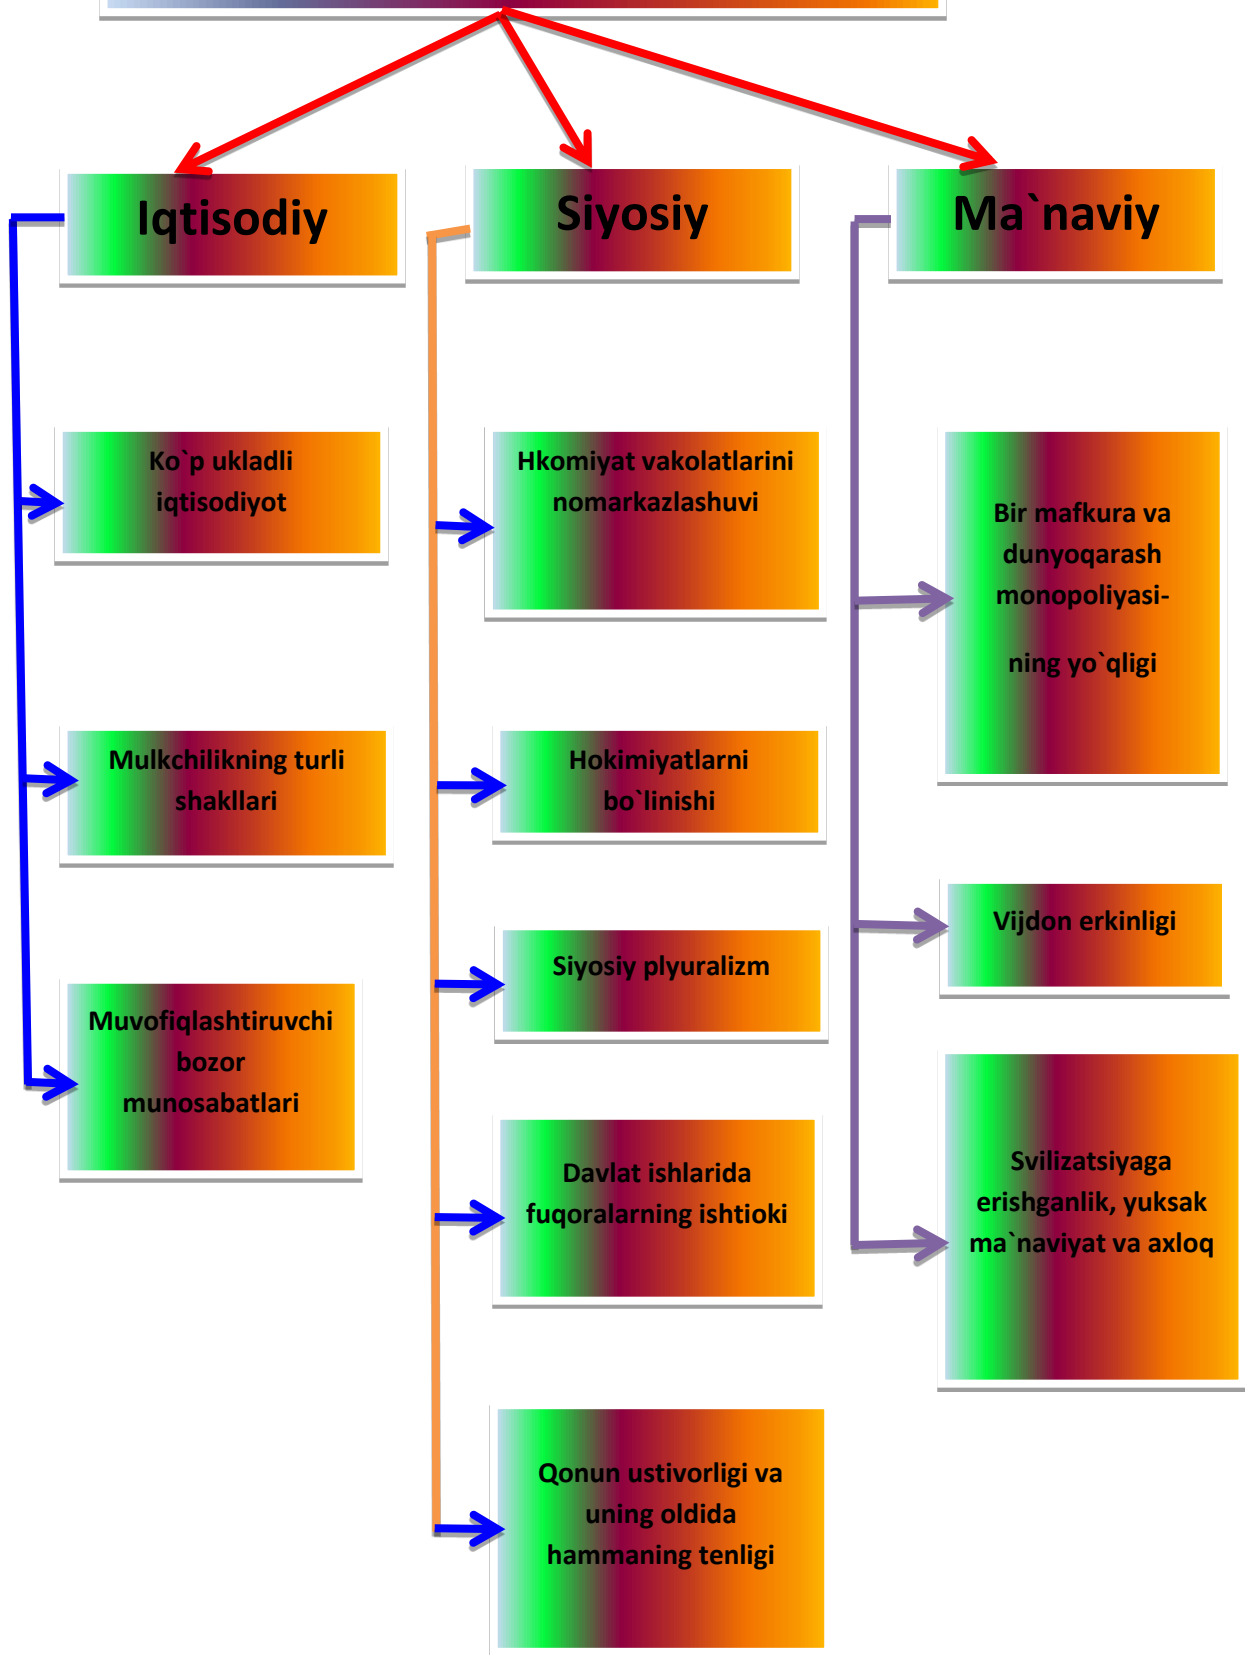 Iqtisodiy
Siyosiy
Ma`naviy
Ko`p ukladli
iqtisodiyot
Mulkchilikning turli
shakllari
Muvofiqlashtiruvchi
bozor
munosabatlari
Hkomiyat vakolatlarini
nomarkazlashuvi
Hokimiyatlarni
bo`linishi
Siyosiy plyuralizm
Davlat ishlarida
fuqoralarning ishtioki
Qonun ustivorligi va
uning oldida
hammaning tenligi
Bir mafkura va
dunyoqarash
monopoliyasi-
ning yo`qligi
Vijdon erkinligi
Svilizatsiyaga
erishganlik, yuksak
ma`naviyat va axloq